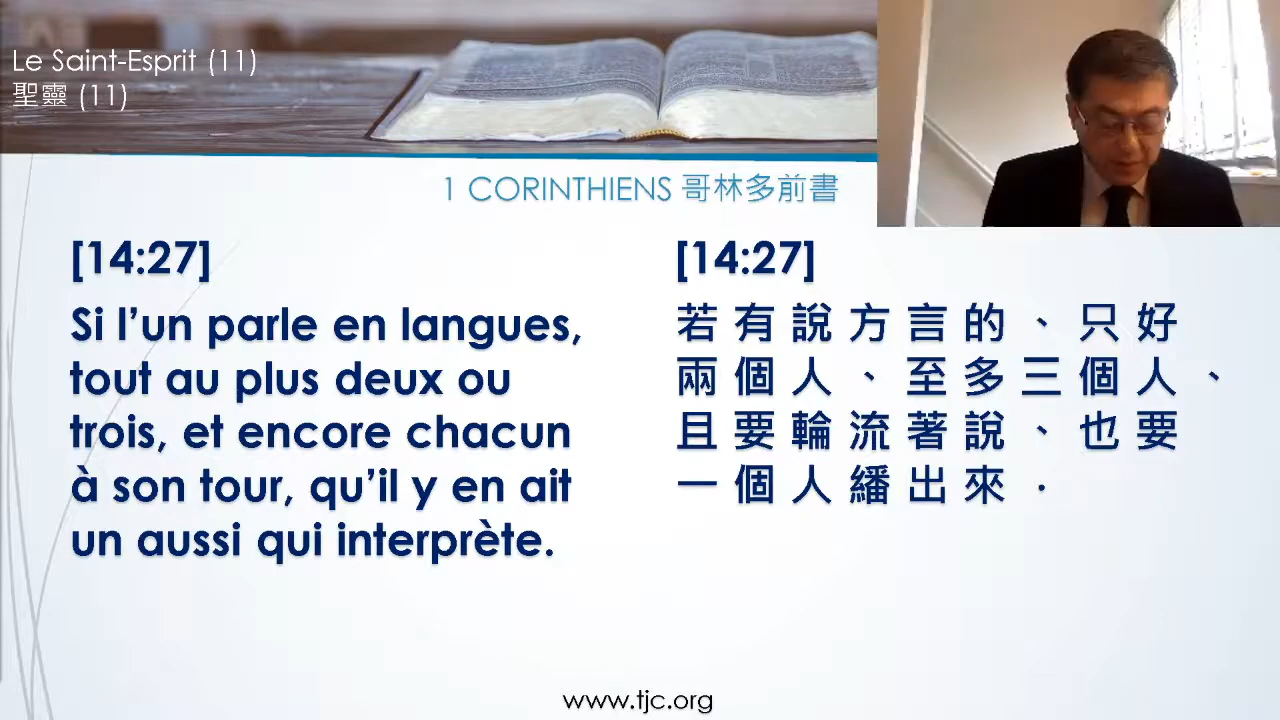 Le Saint-Esprit (11)
聖靈 (11)
1 CORINTHIENS 哥林多前書
[14:27]
Si l’un parle en langues,
tout au plus deux ou
trois, et encore chacun
à son tour, qu’il y en ait
un aussi qui interprète.
[14:27]
若有說方言的、只好
兩個人、至多三個人、
且要輪流著說、也要
一個人繙出來．
www.tjc.org